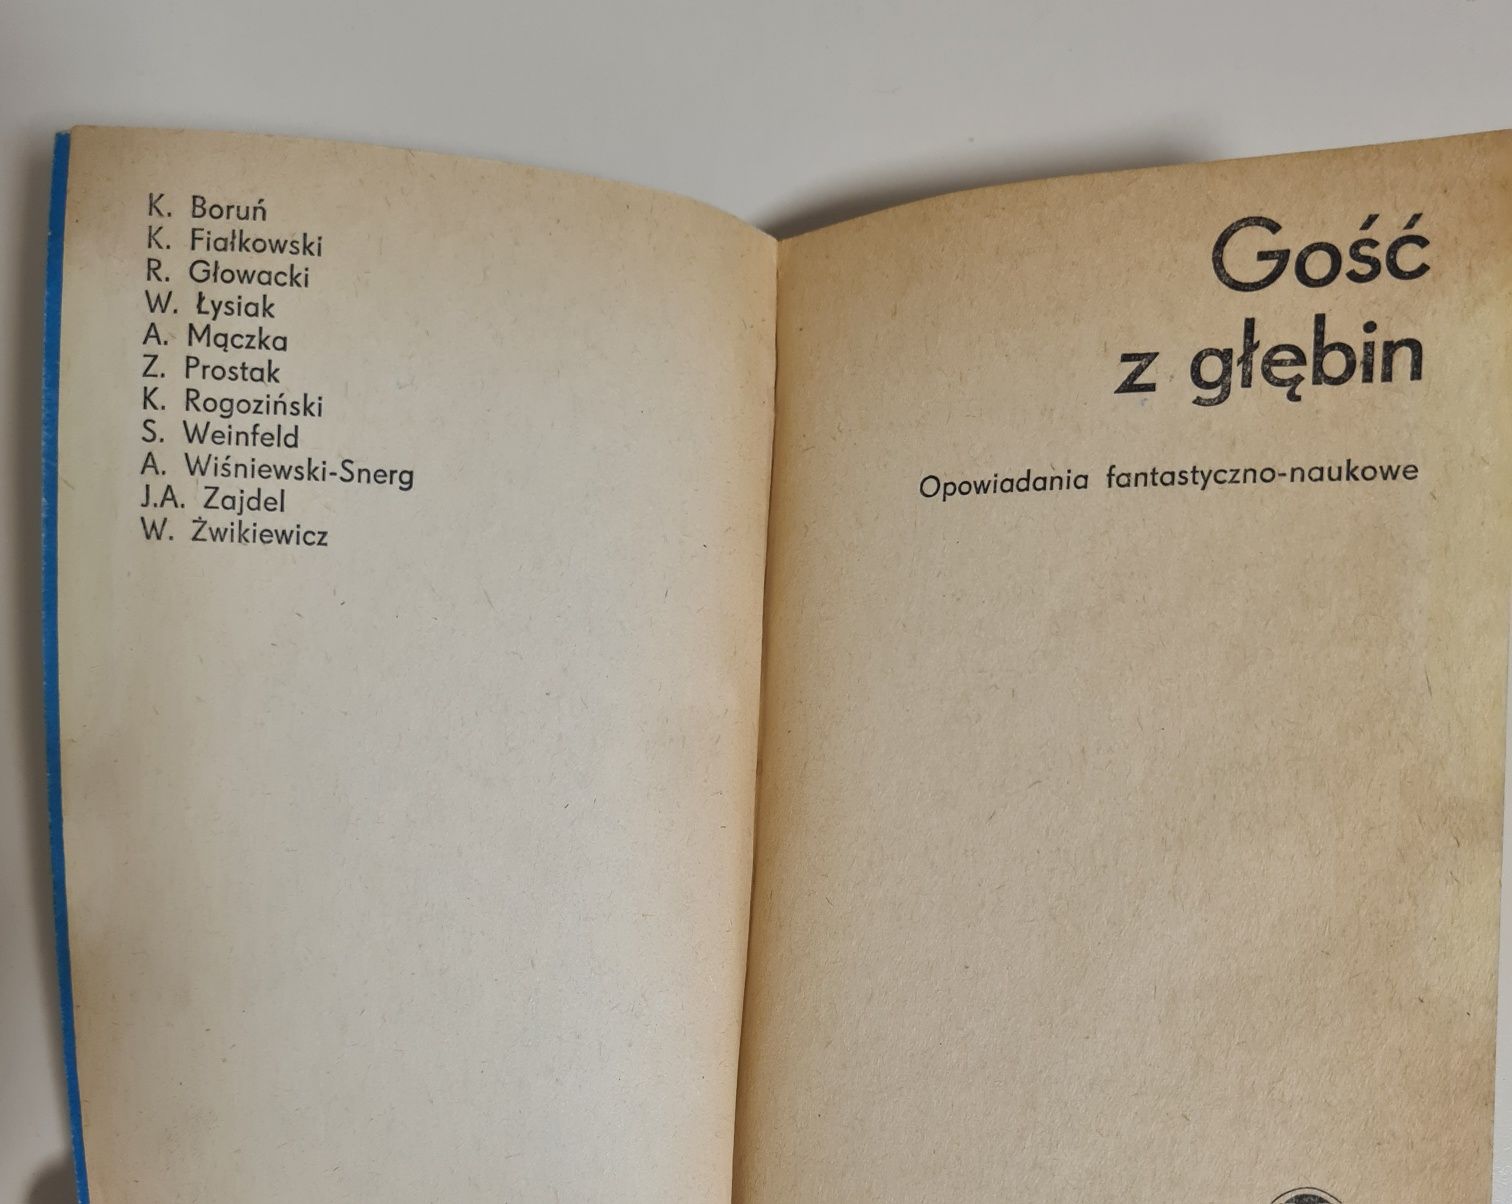 K. Boruń
K. Fiałkowski
R. Głowacki
W. Łysiak
A. Mączka
Z. Prostak
K. Rogoziński
S. Weinfeld
A. Wiśniewski-Snerg
J.A. Zajdel
W. Żwikiewicz
Gość
z głębin
Opowiadania fantastyczno-naukowe